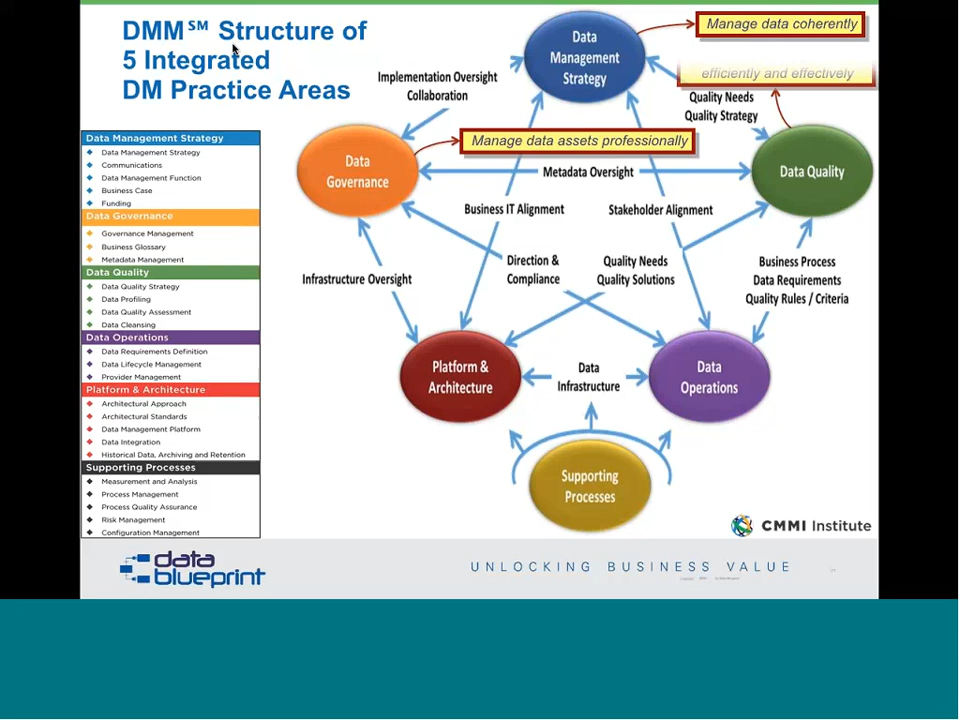 DMM℠ Structure of
5 Integrated
DM Practice Areas
Data Management Strategy
Data Management Strategy
Communications
Data Management Function
Business Case
Funding
Data Governance
Governance Management
Business Glossary
Metadata Management
Data Quality
Data Quality Strategy
Data Profiling
Data Quality Assessment
Data Cleansing
Data Operations
Data Requirements Definition
Data Lifecycle Management
Provider Management
Platform & Architecture
Architectural Approach
Architectural Standards
Data Management Platform
Data Integration
Historical Data, Archiving and Retention
Supporting Processes
Measurement and Analysis
Process Management
Process Quality Assurance
Risk Management
Configuration Management
Data
Management
Strategy
Manage data coherently
efficiently and effectively
Implementation Oversight
Collaboration
Quality Needs
Quality Strategy
Manage data assets professionally
Data
Governance
Metadata Oversight
Data Quality
Business IT Alignment
Stakeholder Alignment
Infrastructure Oversight
Direction &
Compliance
Quality Needs
Quality Solutions
Business Process
Data Requirements
Quality Rules / Criteria
Platform &
Architecture
Data
Infrastructure
Data
Operations
Supporting
Processes
CMMI Institute
data
blueprint
UNLOCKING BUSINESS VALUE